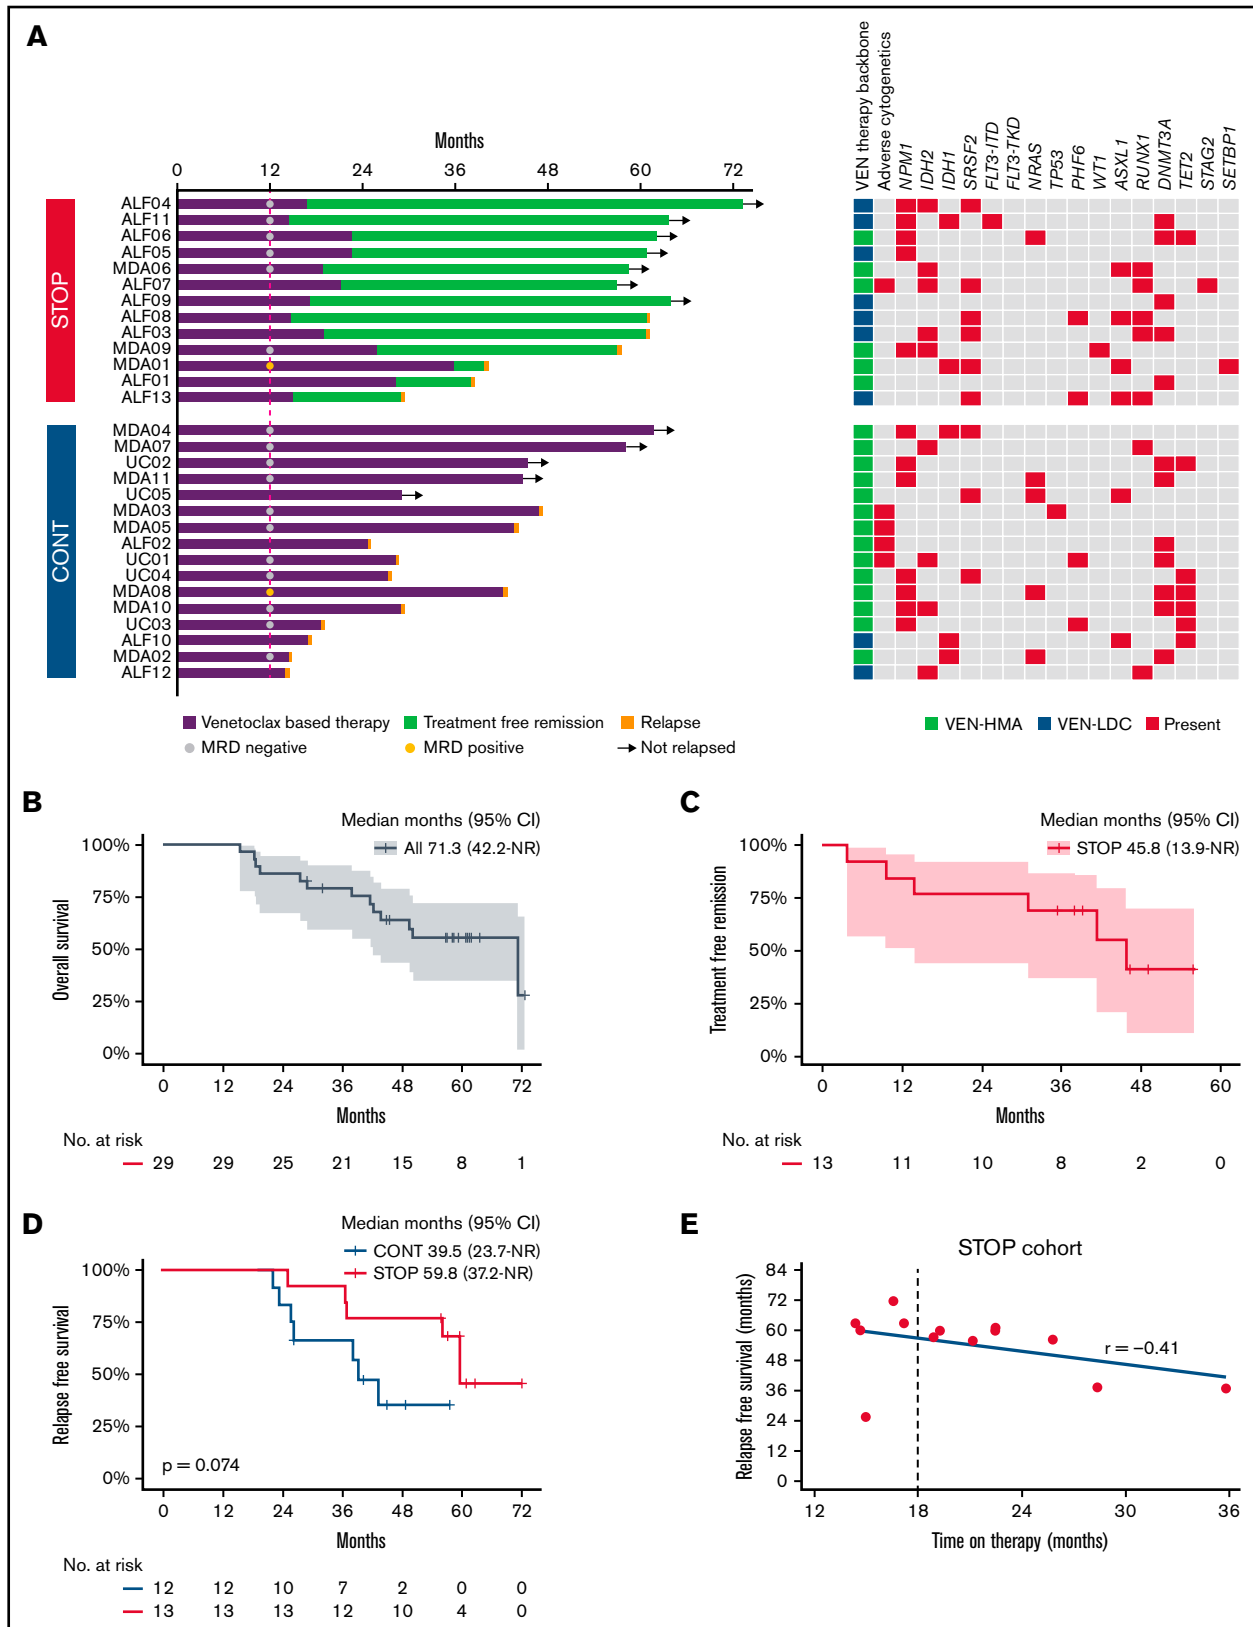 A
Months
0 12 24 36 48 60 72
VEN therapy backbone
Adverse cytogenetics
NPM1
IDH2
IDH1
SRSF2
FLT3-ITD
FLT3-TKD
NRAS
TP53
PHF6
WT1
ASXL1
RUNX1
DNMT3A
TET2
STAG2
SETBP1
STOP
ALF04
ALF11
ALF06
ALF05
MDA06
ALF07
ALF09
ALF08
ALF03
MDA09
MDA01
ALF01
ALF13
CONT
MDA04
MDA07
UC02
MDA11
UC05
MDA03
MDA05
ALF02
UC01
UC04
MDA08
MDA10
UC03
ALF10
MDA02
ALF12
Venetoclax based therapy Treatment free remission Relapse
MRD negative MRD positive Not relapsed
VEN-HMA VEN-LDC Present
B
Median months (95% CI)
All 71.3 (42.2-NR)
Overall survival
100%
75%
50%
25%
0%
0 12 24 36 48 60 72
Months
No. at risk
29 29 25 21 15 8 1
C
Median months (95% CI)
STOP 45.8 (13.9-NR)
Treatment free remission
100%
75%
50%
25%
0%
0 12 24 36 48 60
Months
No. at risk
13 11 10 8 2 0
D
Median months (95% CI)
CONT 39.5 (23.7-NR)
STOP 59.8 (37.2-NR)
Relapse free survival
100%
75%
50%
25%
0%
p = 0.074
0 12 24 36 48 60 72
Months
No. at risk
12 12 10 7 2 0 0
13 13 13 12 10 4 0
E
STOP cohort
Relapse free survival (months)
84
72
60
48
36
24
12
0
r = −0.41
12 18 24 30 36
Time on therapy (months)